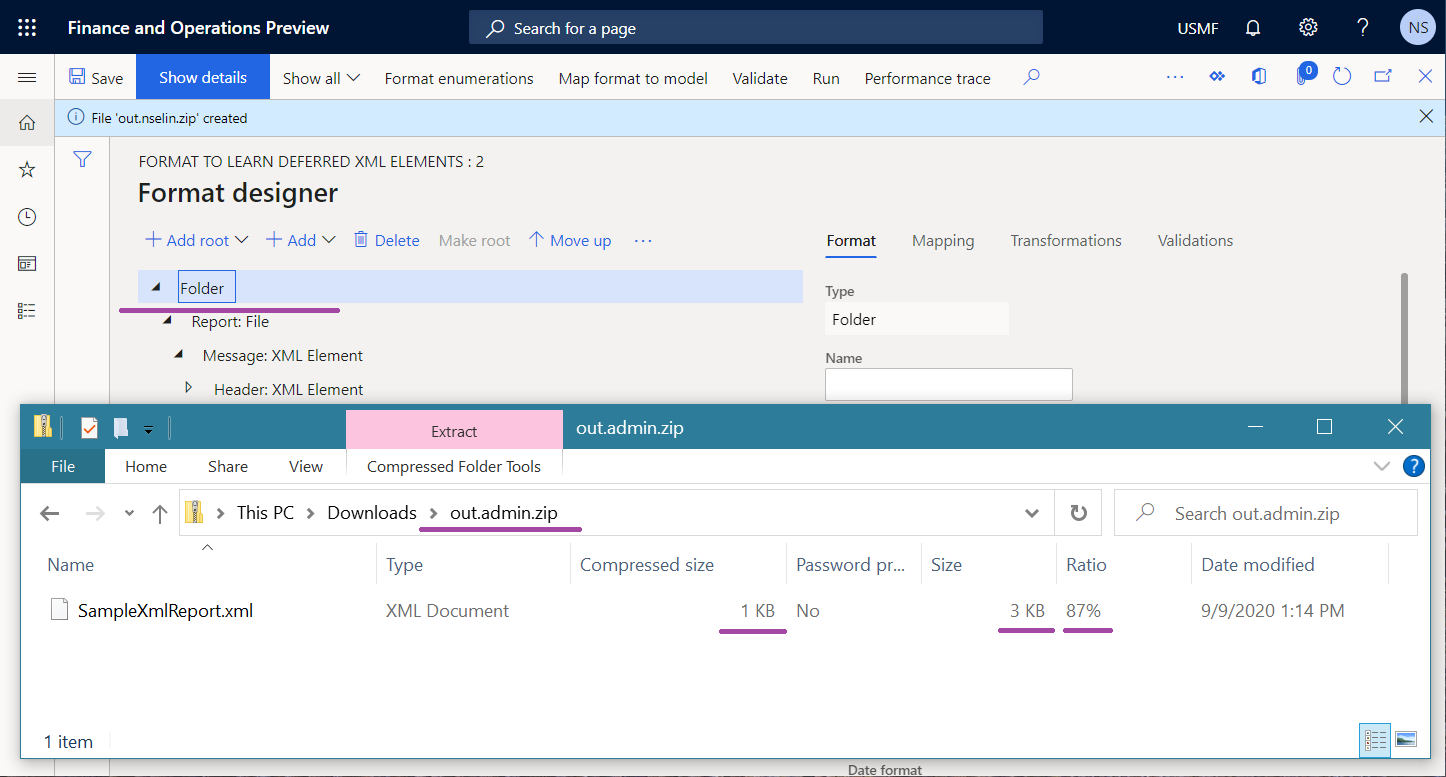 Finance and Operations Preview
Search for a page
USMF
?
NS
Save
Show details
Show all
Format enumerations
Map format to model
Validate
Run
Performance trace
...
0
File 'out.nselin.zip' created
FORMAT TO LEARN DEFERRED XML ELEMENTS : 2
Format designer
+ Add root
+ Add
Delete
Make root
Move up
...
Format
Mapping
Transformations
Validations
Folder
Report: File
Message: XML Element
Header: XML Element
Type
Folder
Name
Extract
out.admin.zip
File
Home
Share
View
Compressed Folder Tools
?
This PC > Downloads > out.admin.zip
Search out.admin.zip
Name Type Compressed size Password pr... Size Ratio Date modified
SampleXmlReport.xml XML Document 1 KB No 3 KB 87% 9/9/2020 1:14 PM
1 item
Date format